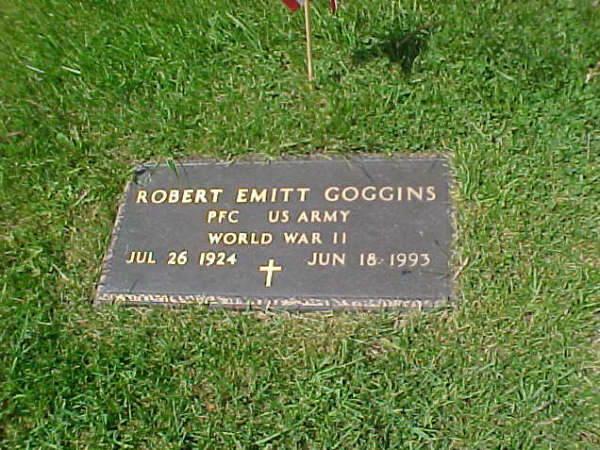 ROBERT EMITT GOGGINS
PFC US ARMY
WORLD WAR II
JUL 26 1924 JUN 18 1993